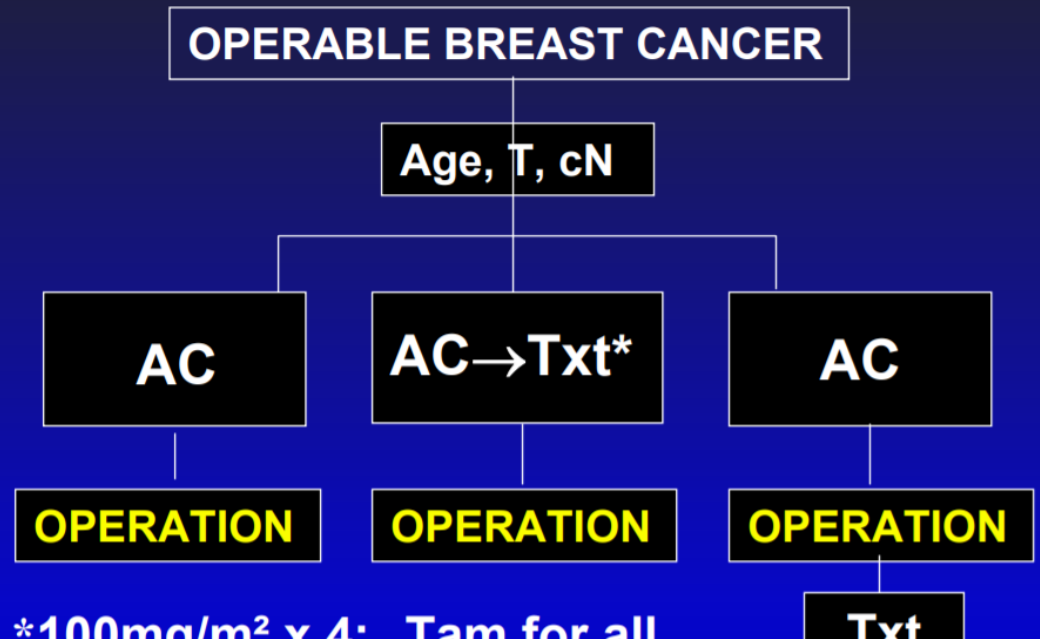 OPERABLE BREAST CANCER
Age, T, cN
AC
AC→Txt*
AC
OPERATION
OPERATION
OPERATION
*100mg/m² x 4; Tam for all
Txt